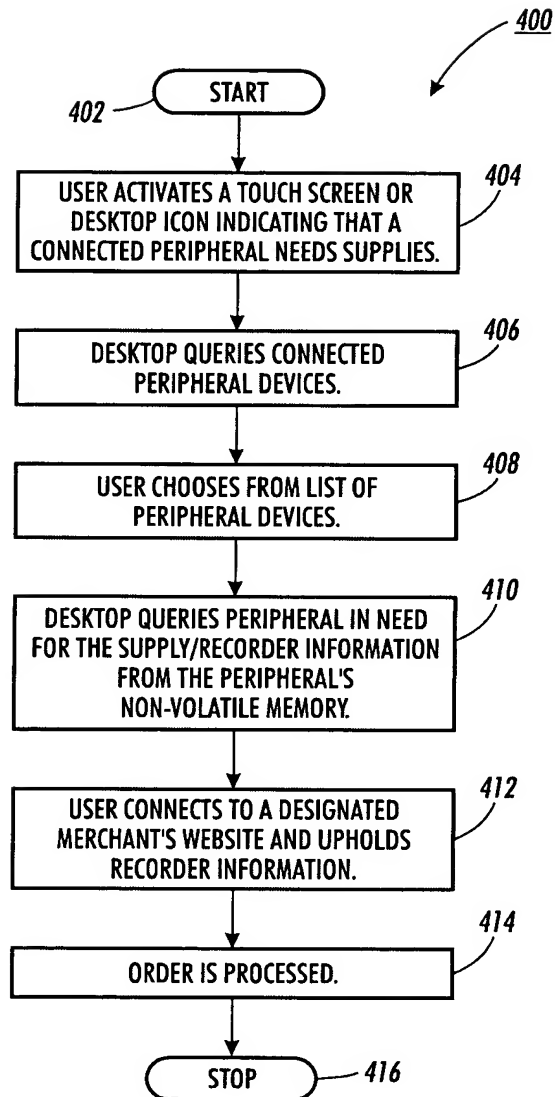 400
START
402
USER ACTIVATES A TOUCH SCREEN OR
DESKTOP ICON INDICATING THAT A
CONNECTED PERIPHERAL NEEDS SUPPLIES.
404
DESKTOP QUERIES CONNECTED
PERIPHERAL DEVICES.
406
USER CHOOSES FROM LIST OF
PERIPHERAL DEVICES.
408
DESKTOP QUERIES PERIPHERAL IN NEED
FOR THE SUPPLY/RECORDER INFORMATION
FROM THE PERIPHERAL'S
NON-VOLATILE MEMORY.
410
USER CONNECTS TO A DESIGNATED
MERCHANT'S WEBSITE AND UPHOLDS
RECORDER INFORMATION.
412
ORDER IS PROCESSED.
414
STOP
416